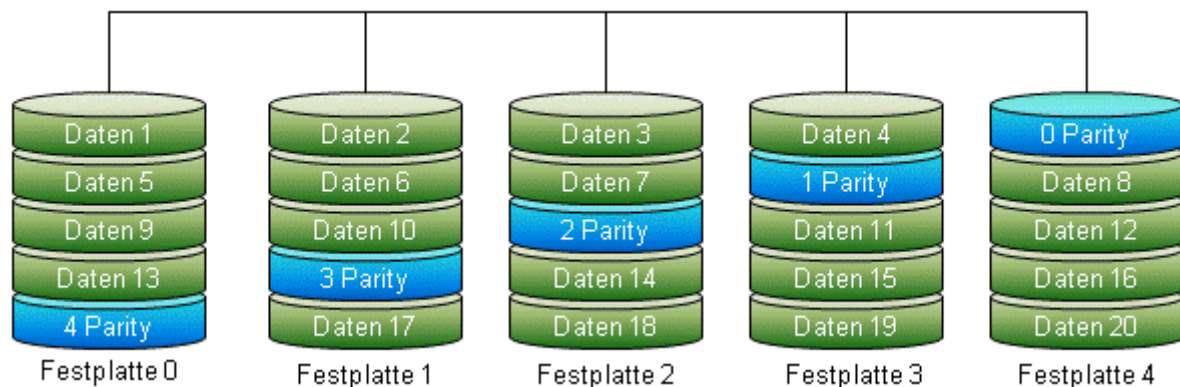 Daten 1 Daten 2 Daten 3 Daten 4 0 Parity
Daten 5 Daten 6 Daten 7 1 Parity Daten 8
Daten 9 Daten 10 2 Parity Daten 11 Daten 12
Daten 13 3 Parity Daten 14 Daten 15 Daten 16
4 Parity Daten 17 Daten 18 Daten 19 Daten 20
Festplatte 0 Festplatte 1 Festplatte 2 Festplatte 3 Festplatte 4